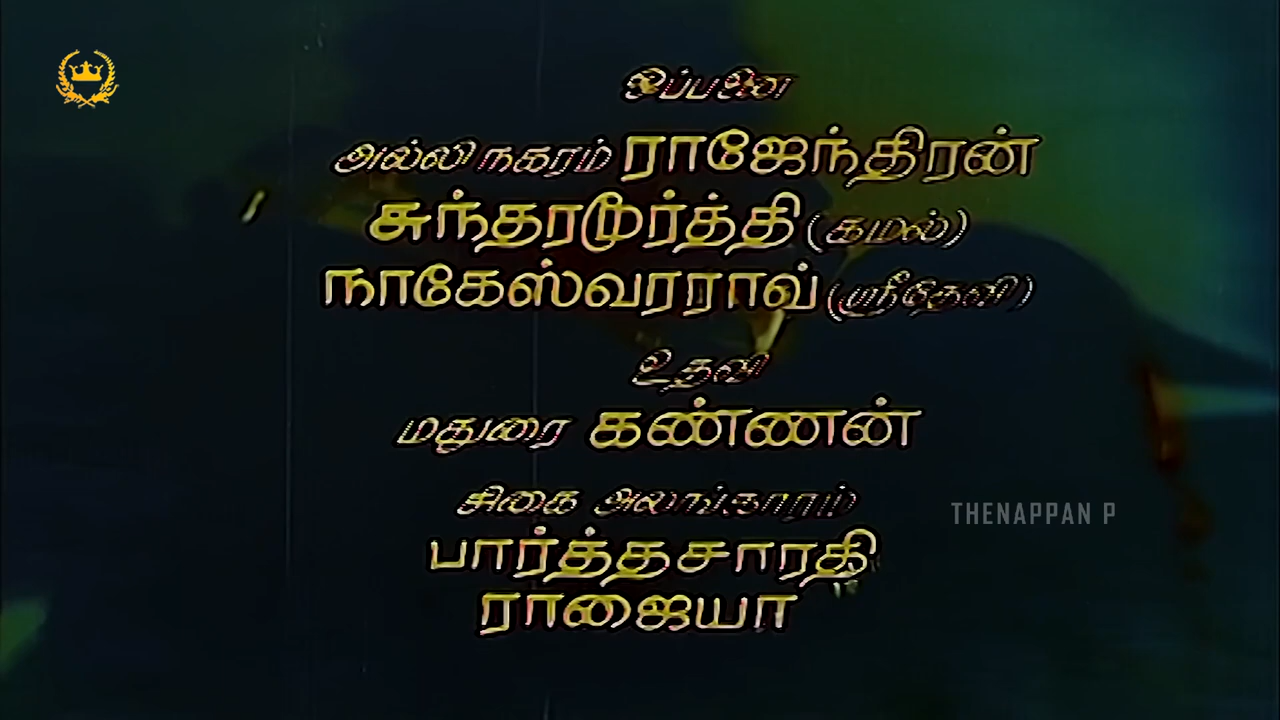 ஒப்பனை
அல்லி நகரம் ராஜேந்திரன்
சுந்தரமூர்த்தி (கமல்)
நாகேஸ்வரராவ் (ஸ்ரீதேவி)
உதவி
மதுரை கண்ணன்
சிகை அலங்காரம்
பார்த்தசாரதி
ராஜையா
THENAPPAN P